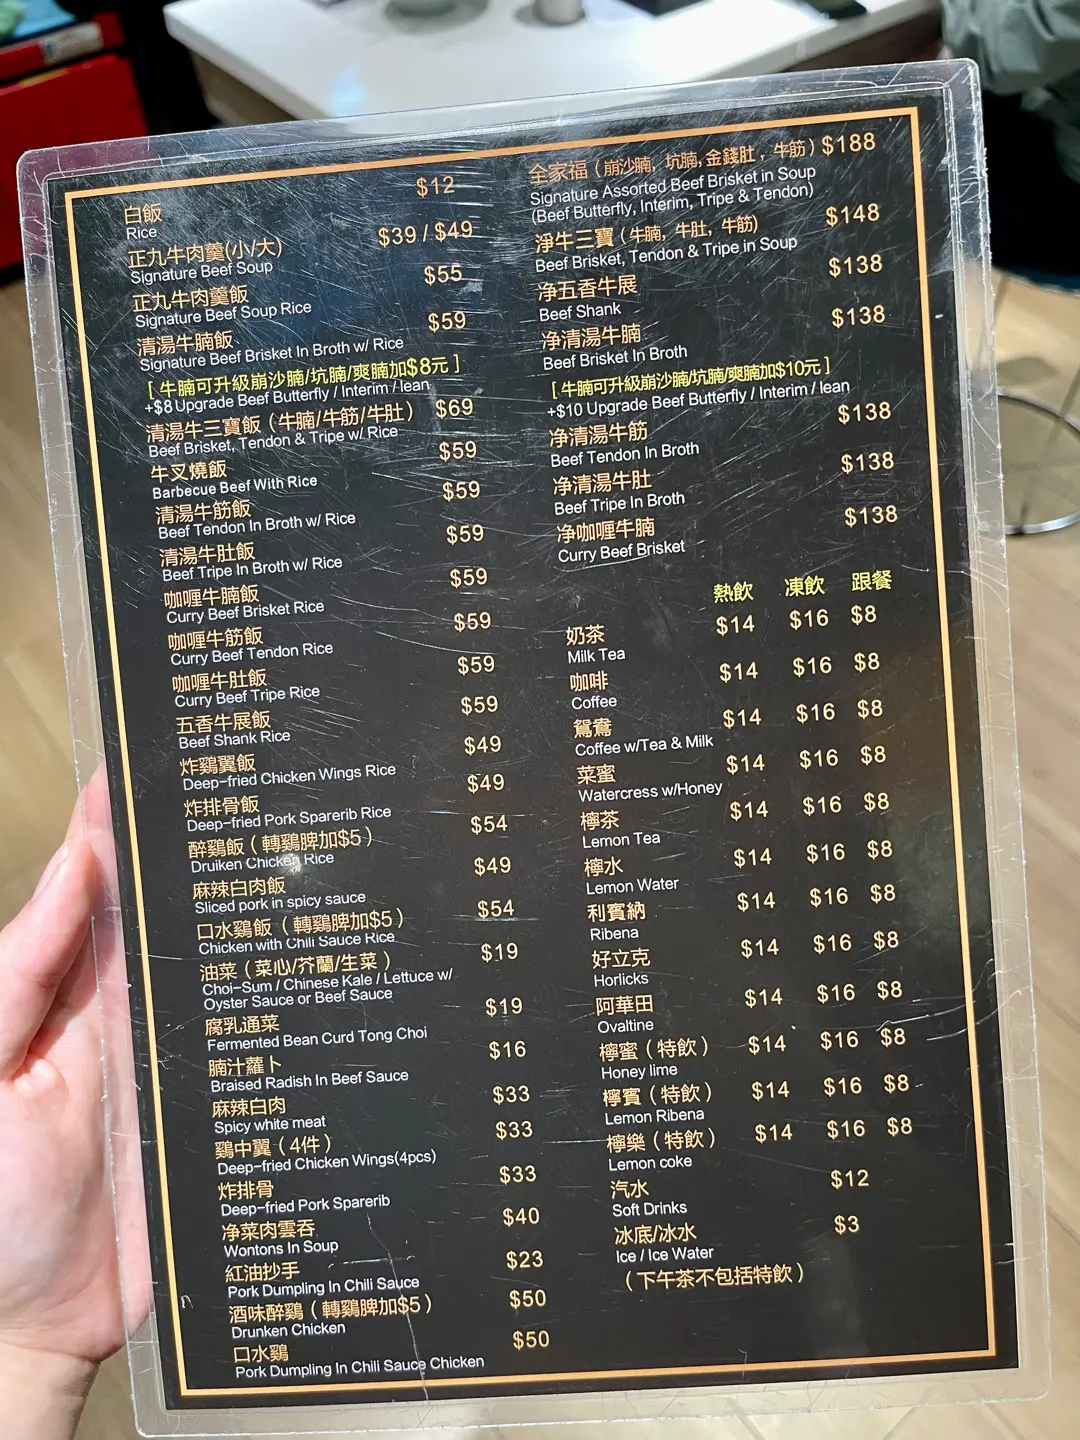 白飯 $12
Rice
正九牛肉羹(小/大) $39 / $49
Signature Beef Soup
正九牛肉羹飯 $55
Signature Beef Soup Rice
清湯牛腩飯 $59
Signature Beef Brisket In Broth w/ Rice
[ 牛腩可升級崩沙腩/坑腩/爽腩加$8元 ]
+$8 Upgrade Beef Butterfly / Interim / lean
清湯牛三寶飯 ( 牛腩/牛筋/牛肚 ) $69
Beef Brisket, Tendon & Tripe w/ Rice
牛叉燒飯 $59
Barbecue Beef With Rice
清湯牛筋飯 $59
Beef Tendon In Broth w/ Rice
清湯牛肚飯 $59
Beef Tripe In Broth w/ Rice
咖喱牛腩飯 $59
Curry Beef Brisket Rice
咖喱牛筋飯 $59
Curry Beef Tendon Rice
咖喱牛肚飯 $59
Curry Beef Tripe Rice
五香牛展飯 $59
Beef Shank Rice
炸鷄翼飯 $49
Deep-fried Chicken Wings Rice
炸排骨飯 $49
Deep-fried Pork Sparerib Rice
醉鷄飯 ( 轉鷄脾加$5 ) $54
Druiken Chicken Rice
麻辣白肉飯 $49
Sliced pork in spicy sauce
口水鷄飯 ( 轉鷄脾加$5 ) $54
Chicken with Chili Sauce Rice
油菜 ( 菜心/芥蘭/生菜 ) $19
Choi-Sum / Chinese Kale / Lettuce w/
Oyster Sauce or Beef Sauce
腐乳通菜 $19
Fermented Bean Curd Tong Choi
腩汁蘿卜 $16
Braised Radish In Beef Sauce
麻辣白肉 $33
Spicy white meat
鷄中翼 ( 4件 ) $33
Deep-fried Chicken Wings(4pcs)
炸排骨 $33
Deep-fried Pork Sparerib
净菜肉雲吞 $40
Wontons In Soup
紅油抄手 $23
Pork Dumpling In Chili Sauce
酒味醉鷄 ( 轉鷄脾加$5 ) $50
Drunken Chicken
口水鷄 $50
Pork Dumpling In Chili Sauce Chicken
全家福 ( 崩沙腩, 坑腩, 金錢肚, 牛筋 ) $188
Signature Assorted Beef Brisket in Soup
(Beef Butterfly, Interim, Tripe & Tendon)
淨牛三寶 ( 牛腩, 牛肚, 牛筋) $148
Beef Brisket, Tendon & Tripe in Soup
净五香牛展 $138
Beef Shank
净清湯牛腩 $138
Beef Brisket In Broth
[ 牛腩可升級崩沙腩/坑腩/爽腩加$10元 ]
+$10 Upgrade Beef Butterfly / Interim / lean
净清湯牛筋 $138
Beef Tendon In Broth
净清湯牛肚 $138
Beef Tripe In Broth
净咖喱牛腩 $138
Curry Beef Brisket
熱飲 凍飲 跟餐
奶茶 $14 $16 $8
Milk Tea
咖啡 $14 $16 $8
Coffee
鴛鴦 $14 $16 $8
Coffee w/Tea & Milk
菜蜜 $14 $16 $8
Watercress w/Honey
檸茶 $14 $16 $8
Lemon Tea
檸水 $14 $16 $8
Lemon Water
利賓納 $14 $16 $8
Ribena
好立克 $14 $16 $8
Horlicks
阿華田 $14 $16 $8
Ovaltine
檸蜜 ( 特飲 ) $14 $16 $8
Honey lime
檸賓 ( 特飲 ) $14 $16 $8
Lemon Ribena
檸樂 ( 特飲 ) $14 $16 $8
Lemon coke
汽水 $12
Soft Drinks
冰底/冰水 $3
Ice / Ice Water
( 下午茶不包括特飲 )